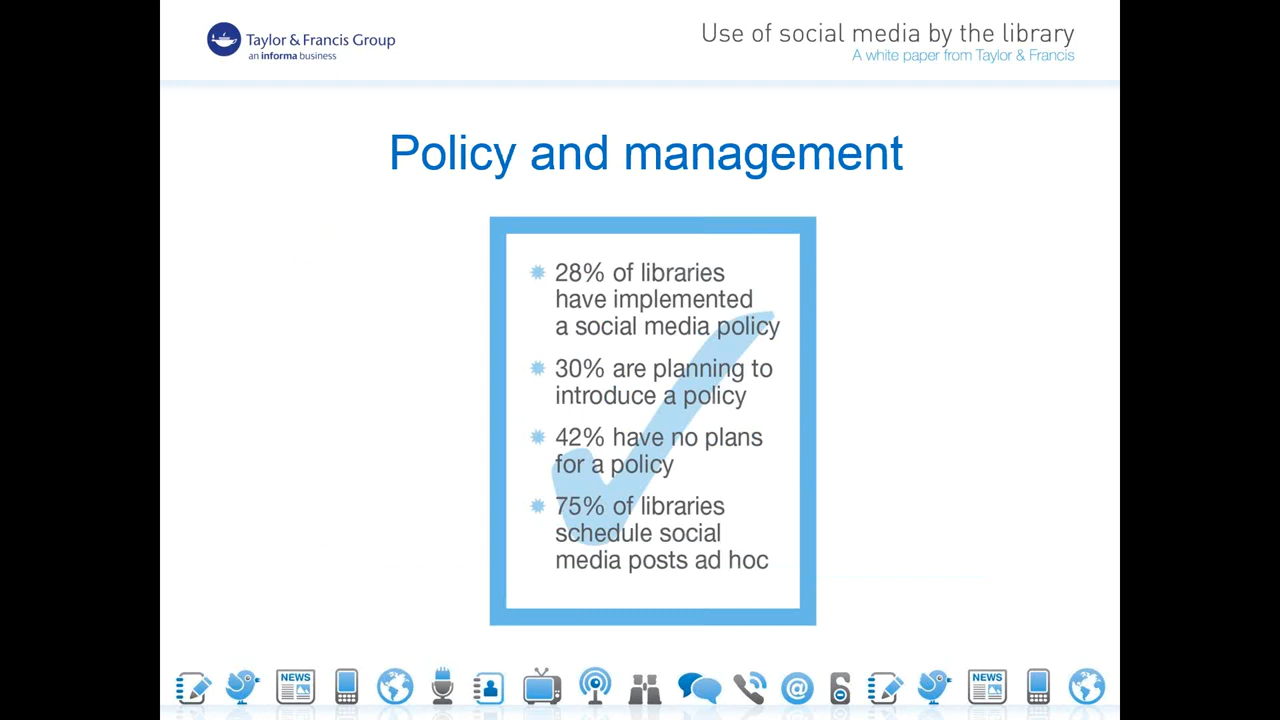 Taylor & Francis Group
an informa business
Use of social media by the library
A white paper from Taylor & Francis
Policy and management
28% of libraries
have implemented
a social media policy
30% are planning to
introduce a policy
42% have no plans
for a policy
75% of libraries
schedule social
media posts ad hoc
NEWS
@
NEWS